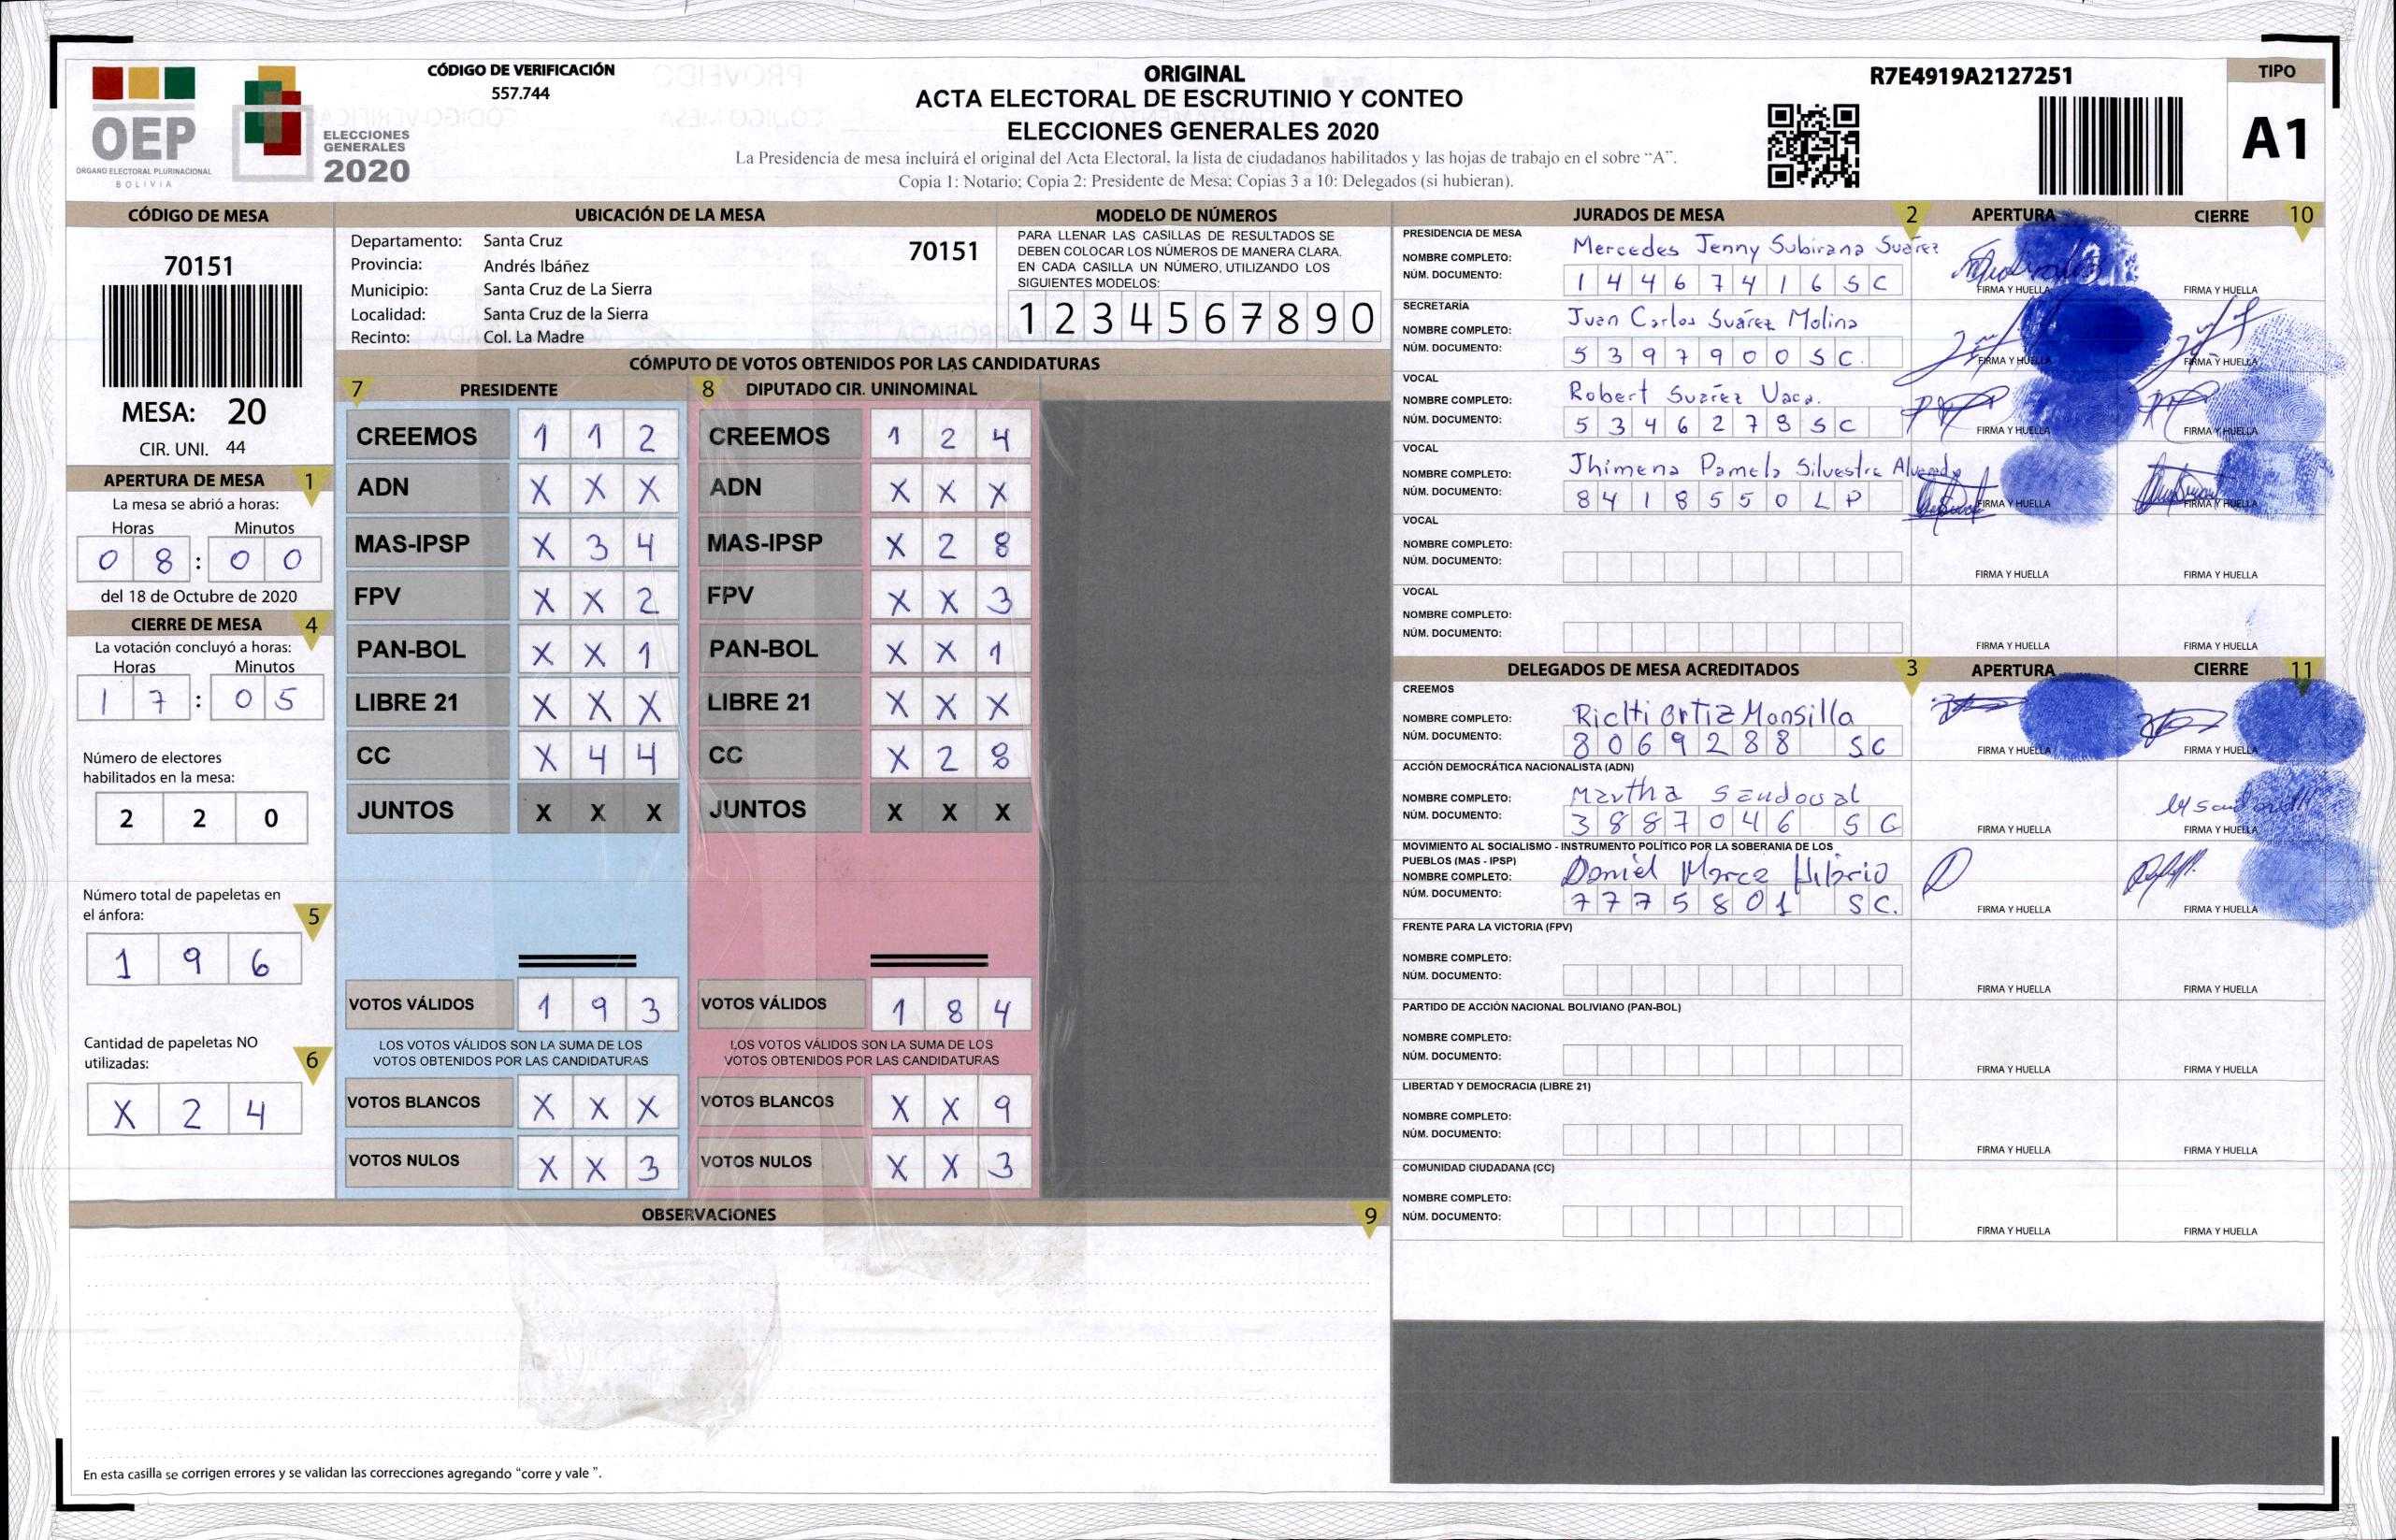 CÓDIGO DE VERIFICACIÓN
557.744
OEP
ÓRGANO ELECTORAL PLURINACIONAL
BOLIVIA
ELECCIONES
GENERALES
2020
ORIGINAL
ACTA ELECTORAL DE ESCRUTINIO Y CONTEO
ELECCIONES GENERALES 2020
La Presidencia de mesa incluirá el original del Acta Electoral, la lista de ciudadanos habilitados y las hojas de trabajo en el sobre "A".
Copia 1: Notario; Copia 2: Presidente de Mesa; Copias 3 a 10: Delegados (si hubieran).
R7E4919A2127251
TIPO
A1
CÓDIGO DE MESA
70151
MESA: 20
CIR. UNI. 44
APERTURA DE MESA 1
La mesa se abrió a horas:
Horas Minutos
0 8 : 0 0
del 18 de Octubre de 2020
CIERRE DE MESA 4
La votación concluyó a horas:
Horas Minutos
1 7 : 0 5
Número de electores
habilitados en la mesa:
2 2 0
Número total de papeletas en
el ánfora: 5
1 9 6
Cantidad de papeletas NO
utilizadas: 6
X 2 4
UBICACIÓN DE LA MESA
Departamento: Santa Cruz 70151
Provincia: Andrés Ibáñez
Municipio: Santa Cruz de La Sierra
Localidad: Santa Cruz de la Sierra
Recinto: Col. La Madre
MODELO DE NÚMEROS
PARA LLENAR LAS CASILLAS DE RESULTADOS SE
DEBEN COLOCAR LOS NÚMEROS DE MANERA CLARA.
EN CADA CASILLA UN NÚMERO, UTILIZANDO LOS
SIGUIENTES MODELOS:
1 2 3 4 5 6 7 8 9 0
CÓMPUTO DE VOTOS OBTENIDOS POR LAS CANDIDATURAS
7 PRESIDENTE
CREEMOS 1 1 2
ADN X X X
MAS-IPSP X 3 4
FPV X X 2
PAN-BOL X X 1
LIBRE 21 X X X
CC X 4 4
JUNTOS X X X
VOTOS VÁLIDOS 1 9 3
LOS VOTOS VÁLIDOS SON LA SUMA DE LOS
VOTOS OBTENIDOS POR LAS CANDIDATURAS
VOTOS BLANCOS X X X
VOTOS NULOS X X 3
8 DIPUTADO CIR. UNINOMINAL
CREEMOS 1 2 4
ADN X X X
MAS-IPSP X 2 8
FPV X X 3
PAN-BOL X X 1
LIBRE 21 X X X
CC X 2 8
JUNTOS X X X
VOTOS VÁLIDOS 1 8 4
LOS VOTOS VÁLIDOS SON LA SUMA DE LOS
VOTOS OBTENIDOS POR LAS CANDIDATURAS
VOTOS BLANCOS X X 9
VOTOS NULOS X X 3
OBSERVACIONES 9
En esta casilla se corrigen errores y se validan las correcciones agregando "corre y vale ".
JURADOS DE MESA 2 APERTURA CIERRE 10
PRESIDENCIA DE MESA
NOMBRE COMPLETO: Mercedes Jenny Subirana Suárez
NÚM. DOCUMENTO: 1 4 4 6 7 4 1 6 S C
FIRMA Y HUELLA FIRMA Y HUELLA
SECRETARÍA
NOMBRE COMPLETO: Juan Carlos Suárez Molina
NÚM. DOCUMENTO: 5 3 9 7 9 0 0 S C.
FIRMA Y HUELLA FIRMA Y HUELLA
VOCAL
NOMBRE COMPLETO: Robert Suárez Vaca.
NÚM. DOCUMENTO: 5 3 4 6 2 7 8 S C
FIRMA Y HUELLA FIRMA Y HUELLA
VOCAL
NOMBRE COMPLETO: Jhimena Pamela Silvestre
NÚM. DOCUMENTO: 8 4 1 8 5 5 0 L P
FIRMA Y HUELLA FIRMA Y HUELLA
VOCAL
NOMBRE COMPLETO:
NÚM. DOCUMENTO:
FIRMA Y HUELLA FIRMA Y HUELLA
VOCAL
NOMBRE COMPLETO:
NÚM. DOCUMENTO:
FIRMA Y HUELLA FIRMA Y HUELLA
DELEGADOS DE MESA ACREDITADOS 3 APERTURA CIERRE 11
CREEMOS
NOMBRE COMPLETO: Ortiz Monsilla
NÚM. DOCUMENTO: 8 0 6 9 2 8 8 S C
FIRMA Y HUELLA FIRMA Y HUELLA
ACCIÓN DEMOCRÁTICA NACIONALISTA (ADN)
NOMBRE COMPLETO: Martha Sandoval
NÚM. DOCUMENTO: 3 8 8 7 0 4 6 S C
FIRMA Y HUELLA FIRMA Y HUELLA
MOVIMIENTO AL SOCIALISMO - INSTRUMENTO POLÍTICO POR LA SOBERANIA DE LOS
PUEBLOS (MAS - IPSP)
NOMBRE COMPLETO: Daniel
NÚM. DOCUMENTO: 7 7 7 5 8 0 1 S C.
FIRMA Y HUELLA FIRMA Y HUELLA
FRENTE PARA LA VICTORIA (FPV)
NOMBRE COMPLETO:
NÚM. DOCUMENTO:
FIRMA Y HUELLA FIRMA Y HUELLA
PARTIDO DE ACCIÓN NACIONAL BOLIVIANO (PAN-BOL)
NOMBRE COMPLETO:
NÚM. DOCUMENTO:
FIRMA Y HUELLA FIRMA Y HUELLA
LIBERTAD Y DEMOCRACIA (LIBRE 21)
NOMBRE COMPLETO:
NÚM. DOCUMENTO:
FIRMA Y HUELLA FIRMA Y HUELLA
COMUNIDAD CIUDADANA (CC)
NOMBRE COMPLETO:
NÚM. DOCUMENTO:
FIRMA Y HUELLA FIRMA Y HUELLA